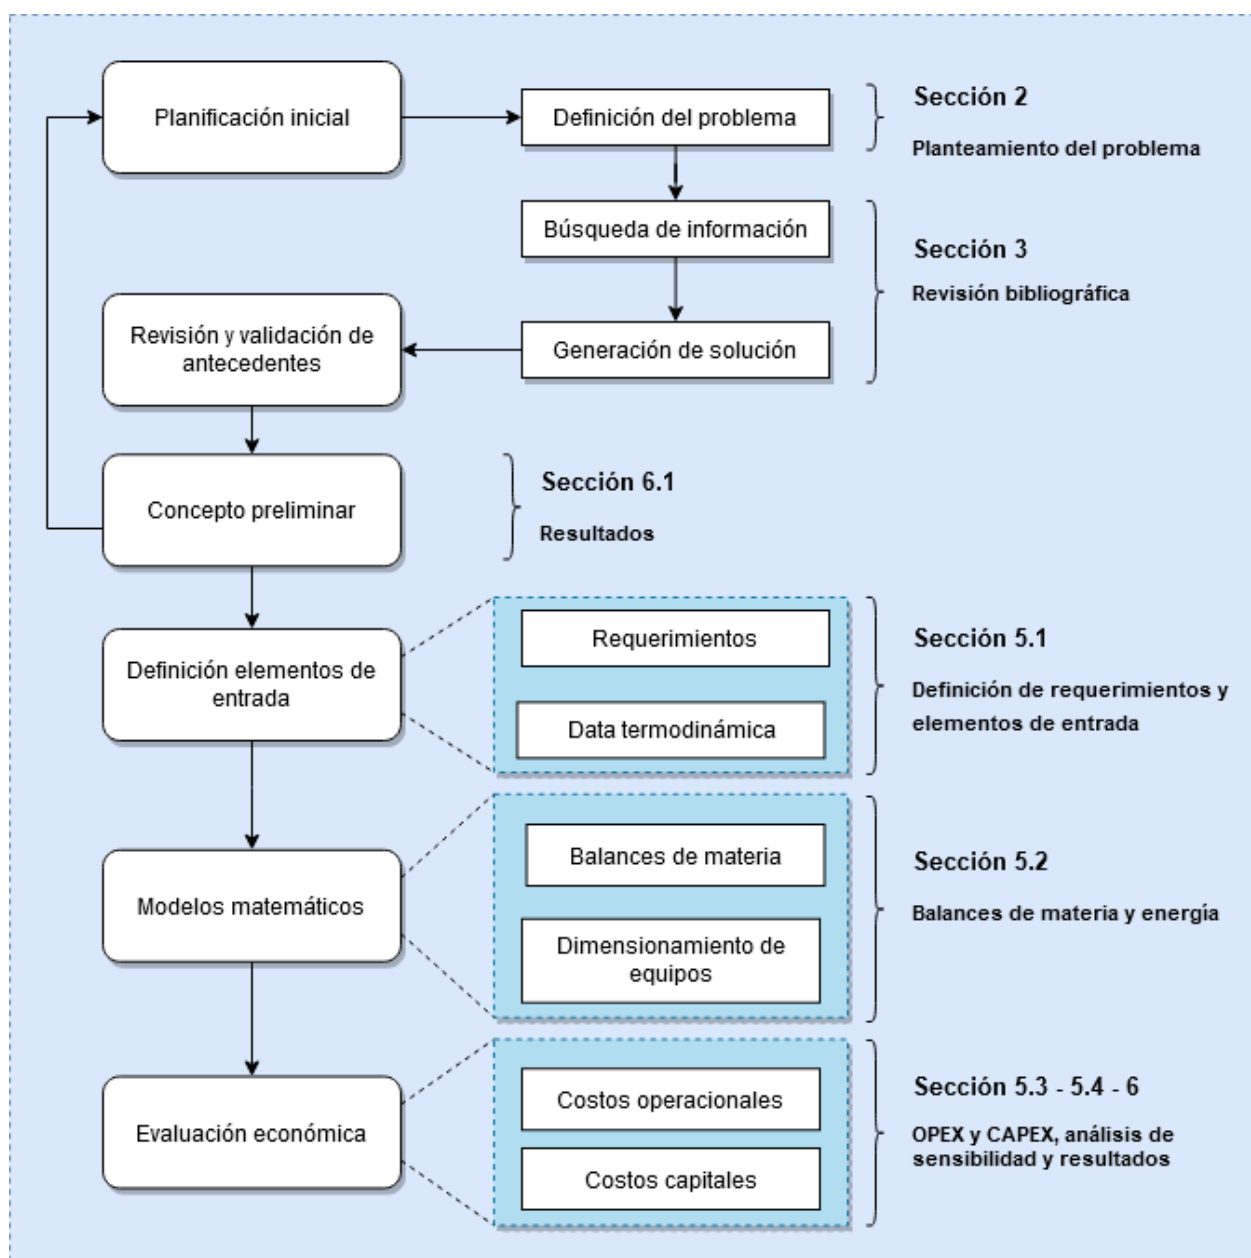 Planificación inicial
Definición del problema
Sección 2
Planteamiento del problema
Búsqueda de información
Sección 3
Revisión bibliográfica
Generación de solución
Revisión y validación de
antecedentes
Concepto preliminar
Sección 6.1
Resultados
Definición elementos de
entrada
Requerimientos
Data termodinámica
Sección 5.1
Definición de requerimientos y
elementos de entrada
Modelos matemáticos
Balances de materia
Dimensionamiento de
equipos
Sección 5.2
Balances de materia y energía
Evaluación económica
Costos operacionales
Costos capitales
Sección 5.3 - 5.4 - 6
OPEX y CAPEX, análisis de
sensibilidad y resultados